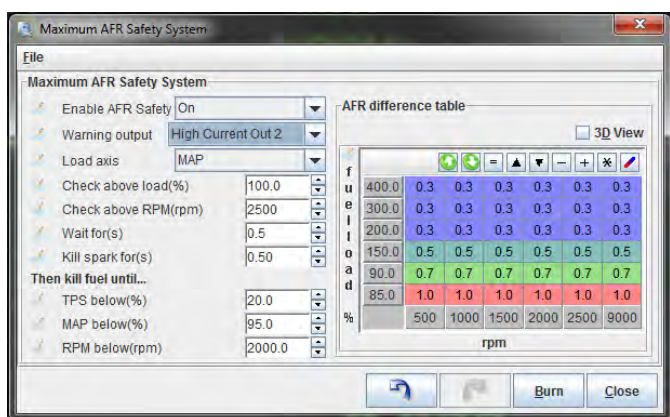 Maximum AFR Safety System
File
Maximum AFR Safety System
Enable AFR Safety On
Warning output High Current Out 2
Load axis MAP
Check above load(%) 100.0
Check above RPM(rpm) 2500
Wait for(s) 0.5
Kill spark for(s) 0.50
Then kill fuel until...
TPS below(%) 20.0
MAP below(%) 95.0
RPM below(rpm) 2000.0
AFR difference table
3D View
= - + *
fuelload
%
400.0 0.3 0.3 0.3 0.3 0.3 0.3
300.0 0.3 0.3 0.3 0.3 0.3 0.3
200.0 0.3 0.3 0.3 0.3 0.3 0.3
150.0 0.5 0.5 0.5 0.5 0.5 0.5
90.0 0.7 0.7 0.7 0.7 0.7 0.7
85.0 1.0 1.0 1.0 1.0 1.0 1.0
500 1000 1500 2000 2500 9000
rpm
Burn
Close